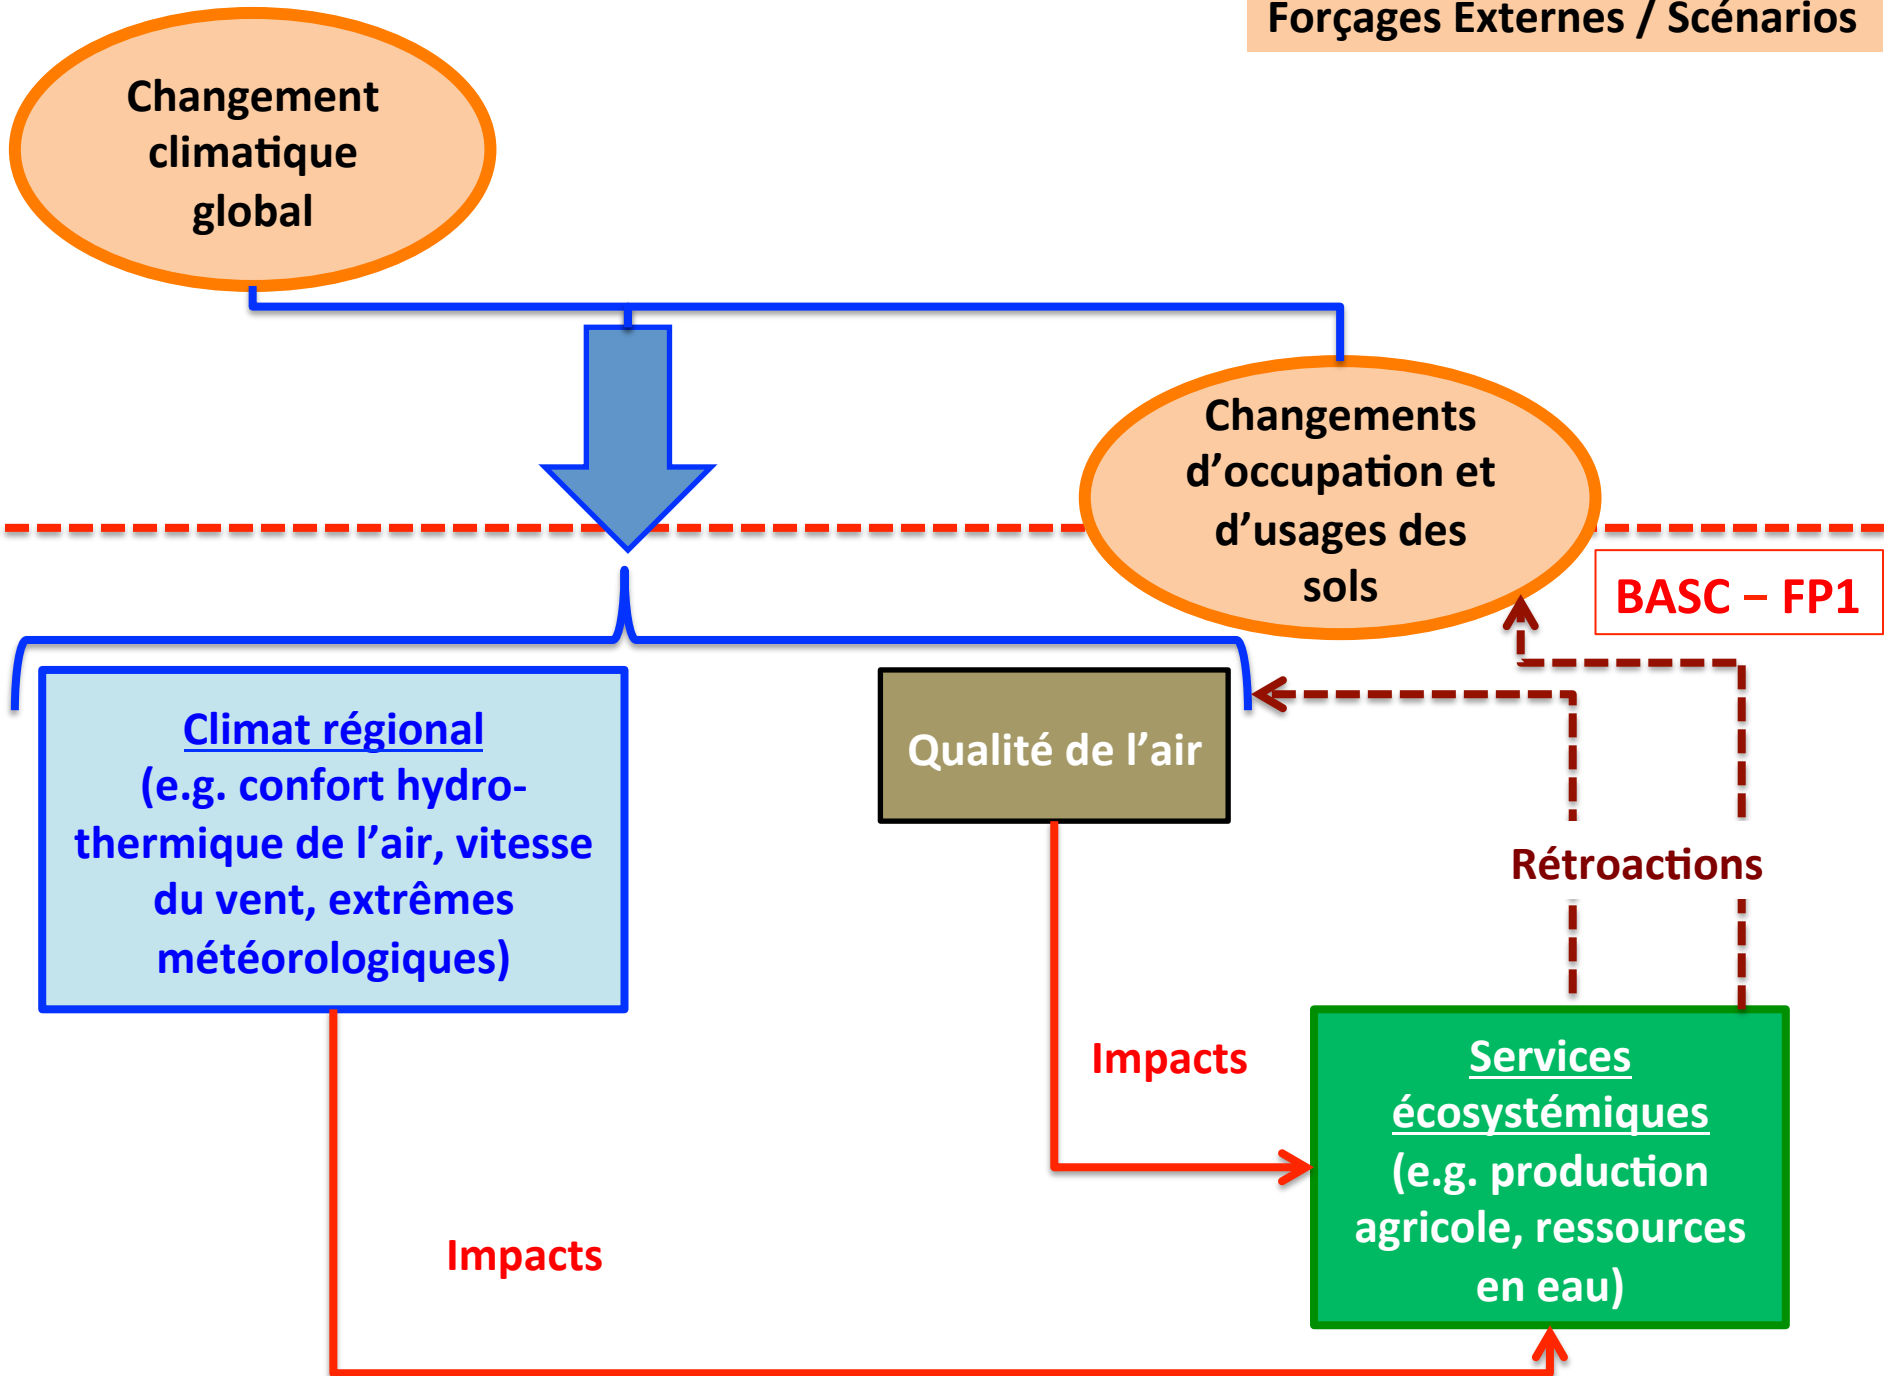 Forçages Externes / Scénarios
Changement
climatique
global
Changements
d’occupation et
d’usages des
sols
BASC – FP1
Climat régional
(e.g. confort hydro-
thermique de l’air, vitesse
du vent, extrêmes
météorologiques)
Qualité de l’air
Rétroactions
Impacts
Services
écosystémiques
(e.g. production
agricole, ressources
en eau)
Impacts